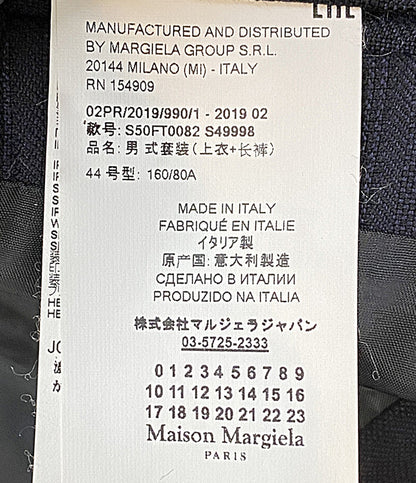 MANUFACTURED AND DISTRIBUTED
BY MARGIELA GROUP S.R.L.
20144 MILANO (MI) - ITALY
RN 154909
02PR/2019/990/1 - 2019 02
款号: S50FT0082 S49998
品名: 男 式套装(上衣+长裤)
44 号型: 160/80A
MADE IN ITALY
FABRIQUÉ EN ITALIE
イタリア製
原产国: 意大利製造
СДЕЛАНО В ИТАЛИИ
PRODUZIDO NA ITALIA
株式会社マルジェラジャパン
03-5725-2333
0 1 2 3 4 5 6 7 8 9
10 11 12 13 14 15 16
17 18 19 20 21 22 23
Maison Margiela
PARIS